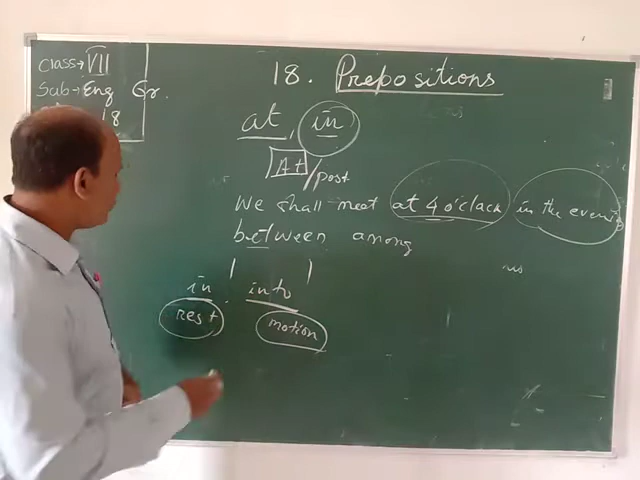 Class→ VII
Sub→ Eng Gr.
18
18. Prepositions
at, in
At/post
We shall meet at 4 o'clock in the evening
between among
in into
rest motion